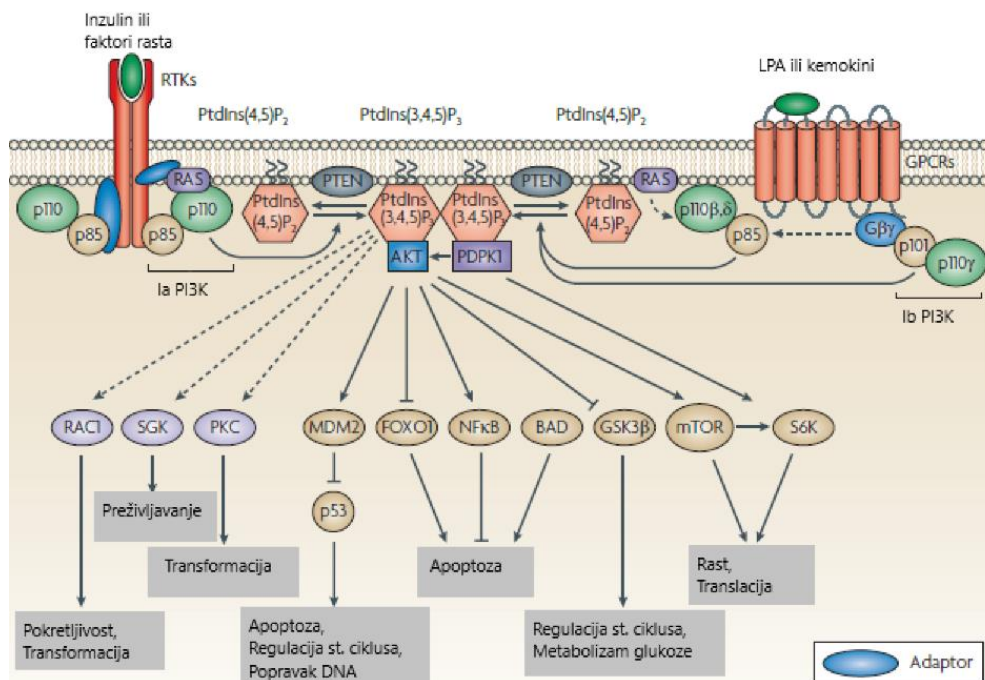 Inzulin ili
faktori rasta
RTKs
LPA ili kemokini
PtdIns(4,5)P₂
PtdIns(3,4,5)P₃
PtdIns(4,5)P₂
GPCRs
p110
p85
RAS
p110
p85
PtdIns
(4,5)P₂
PTEN
PtdIns
(3,4,5)P₃
PtdIns
(3,4,5)P₃
PTEN
PtdIns
(4,5)P₂
RAS
p110β,δ
p85
Gβγ
p101
p110γ
AKT
PDPK1
Ia PI3K
Ib PI3K
RAC1
SGK
PKC
MDM2
FOXO1
NFκB
BAD
GSK3β
mTOR
S6K
p53
Preživljavanje
Transformacija
Apoptoza
Rast,
Translacija
Pokretljivost,
Transformacija
Apoptoza,
Regulacija st. ciklusa,
Popravak DNA
Regulacija st. ciklusa,
Metabolizam glukoze
Adaptor